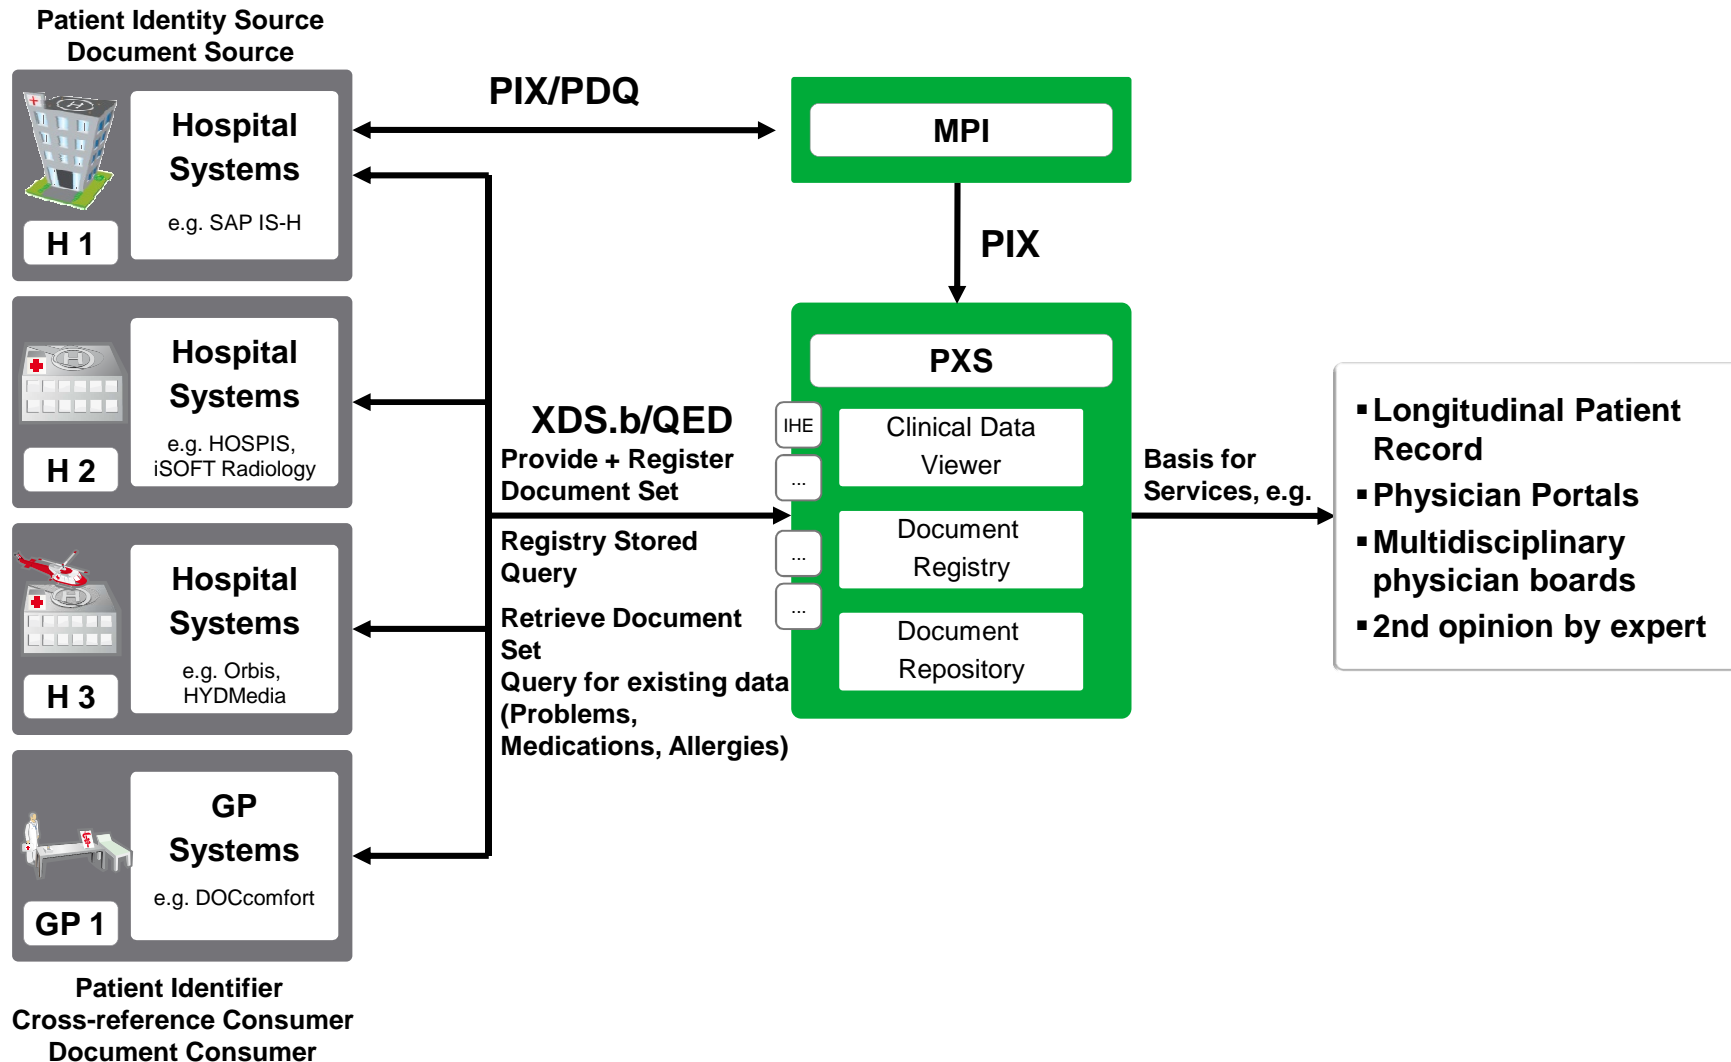 Patient Identity Source
Document Source
Hospital
Systems
e.g. SAP IS-H
H 1
Hospital
Systems
e.g. HOSPIS,
iSOFT Radiology
H 2
Hospital
Systems
e.g. Orbis,
HYDMedia
H 3
GP
Systems
e.g. DOCcomfort
GP 1
Patient Identifier
Cross-reference Consumer
Document Consumer
PIX/PDQ
MPI
PIX
XDS.b/QED
Provide + Register
Document Set
Registry Stored
Query
Retrieve Document
Set
Query for existing data
(Problems,
Medications, Allergies)
PXS
IHE
...
...
...
Clinical Data
Viewer
Document
Registry
Document
Repository
Basis for
Services, e.g.
▪ Longitudinal Patient
Record
▪ Physician Portals
▪ Multidisciplinary
physician boards
▪ 2nd opinion by expert